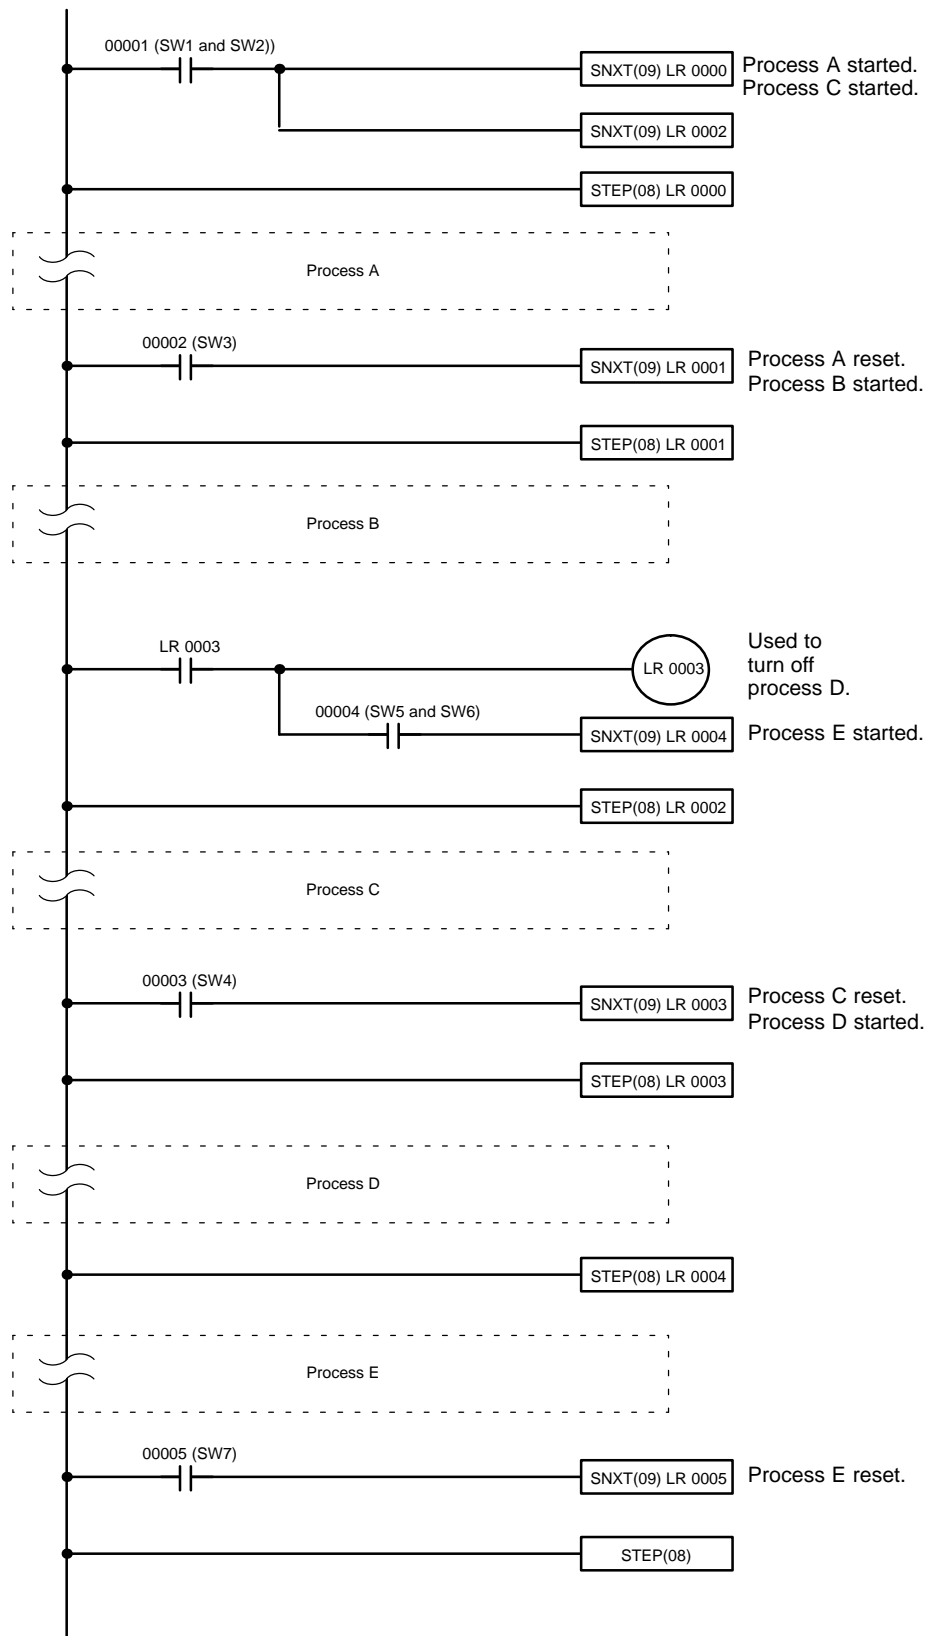 00001 (SW1 and SW2))
SNXT(09) LR 0000
Process A started.
Process C started.
SNXT(09) LR 0002
STEP(08) LR 0000
Process A
00002 (SW3)
SNXT(09) LR 0001
Process A reset.
Process B started.
STEP(08) LR 0001
Process B
LR 0003
LR 0003
Used to
turn off
process D.
00004 (SW5 and SW6)
SNXT(09) LR 0004
Process E started.
STEP(08) LR 0002
Process C
00003 (SW4)
SNXT(09) LR 0003
Process C reset.
Process D started.
STEP(08) LR 0003
Process D
STEP(08) LR 0004
Process E
00005 (SW7)
SNXT(09) LR 0005
Process E reset.
STEP(08)